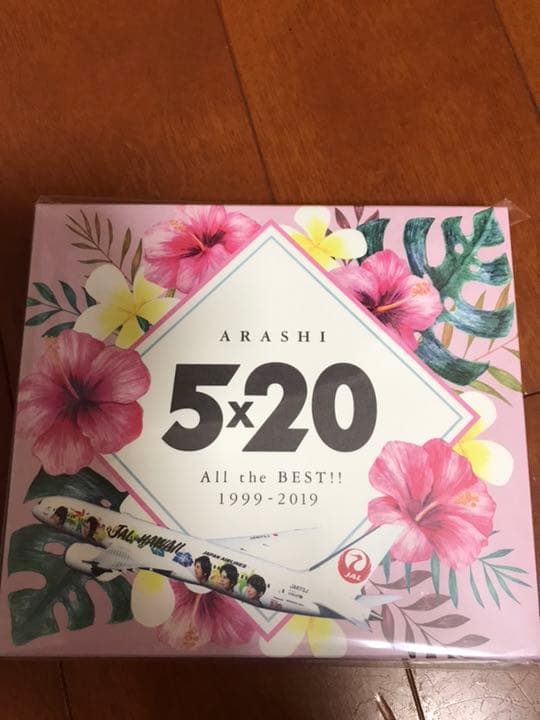 ARASHI
5x20
All the BEST!!
1999-2019
JAL HAWAII
JAPAN AIRLINES
JAL